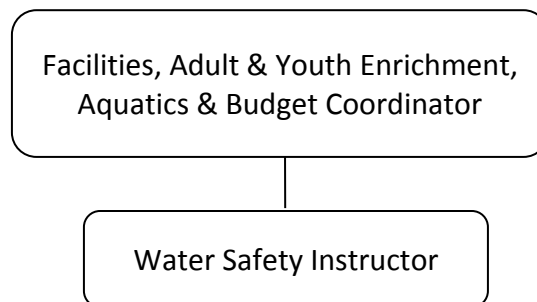 Facilities, Adult & Youth Enrichment,
Aquatics & Budget Coordinator
Water Safety Instructor